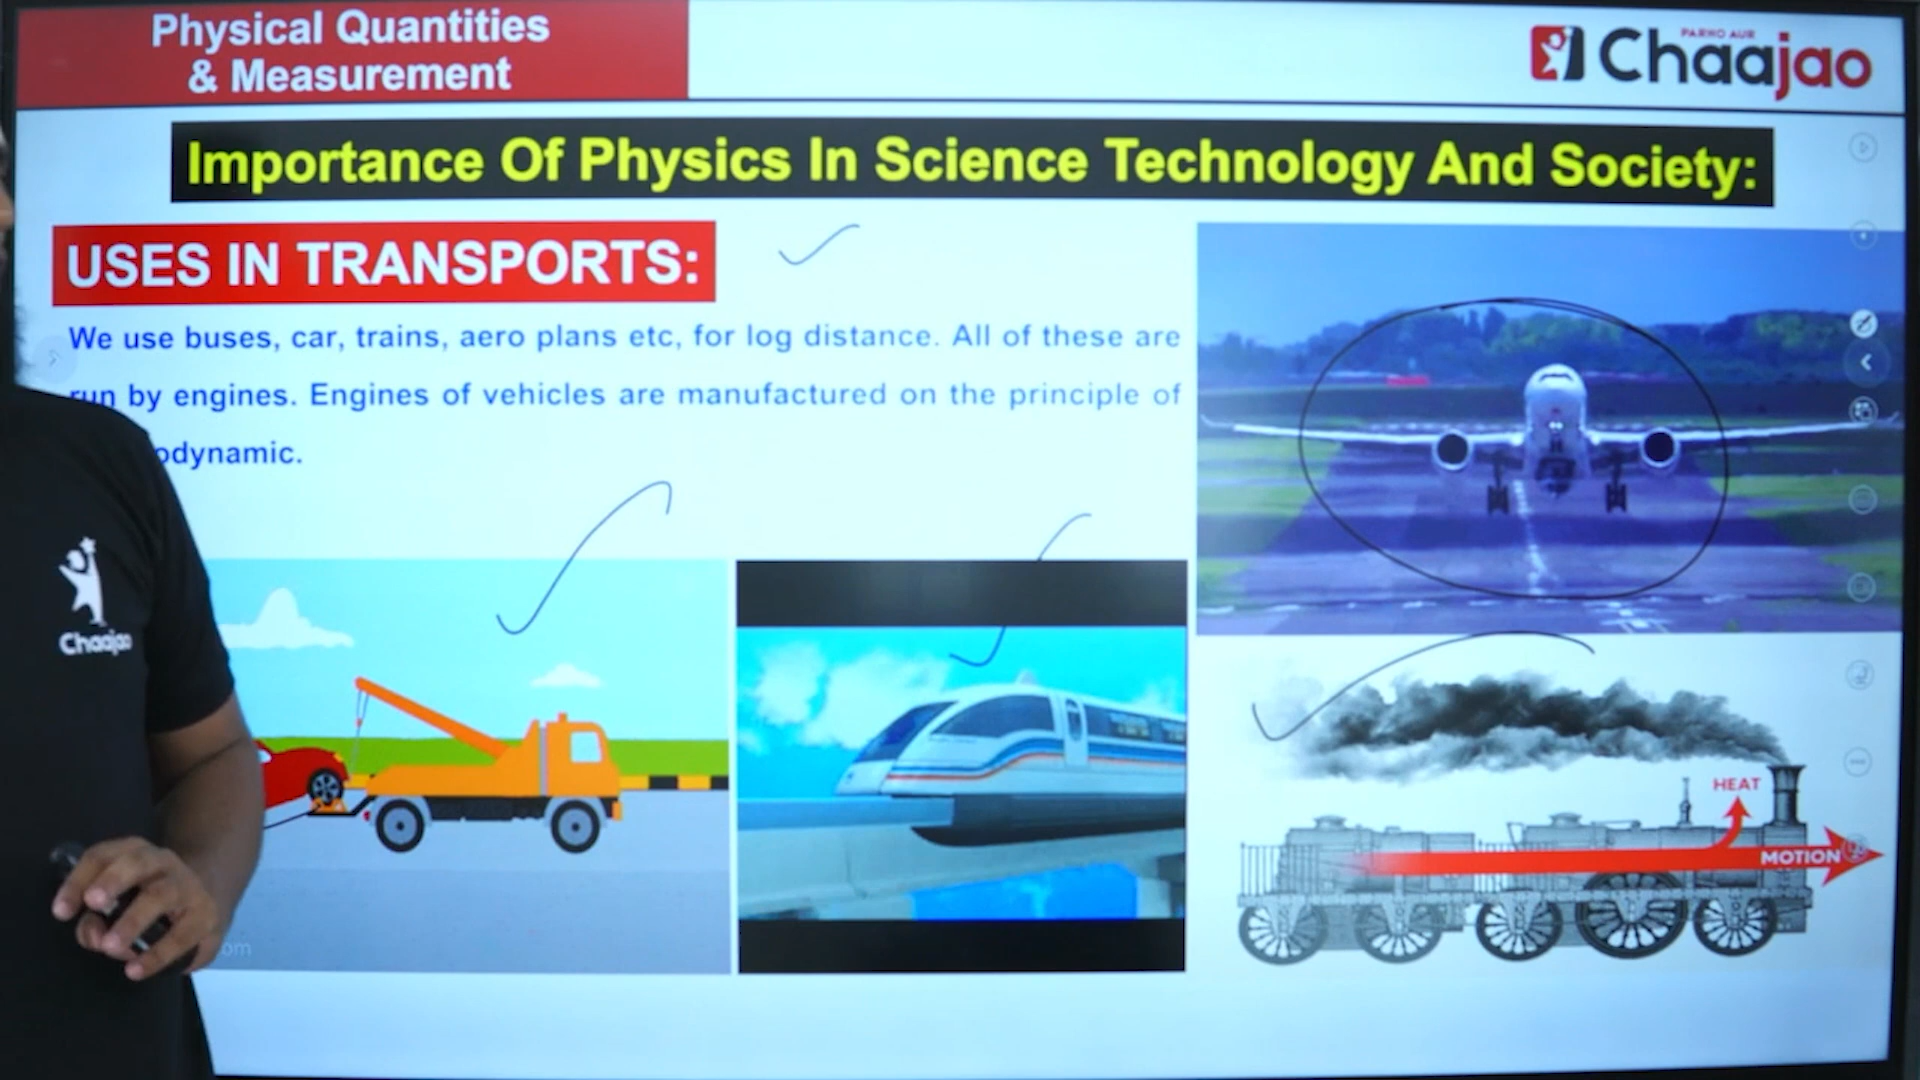 Physical Quantities
& Measurement
PARHO AUR
Chaajao
Importance Of Physics In Science Technology And Society:
USES IN TRANSPORTS:
We use buses, car, trains, aero plans etc, for log distance. All of these are
run by engines. Engines of vehicles are manufactured on the principle of
odynamic.
Chaajao
HEAT
MOTION
om